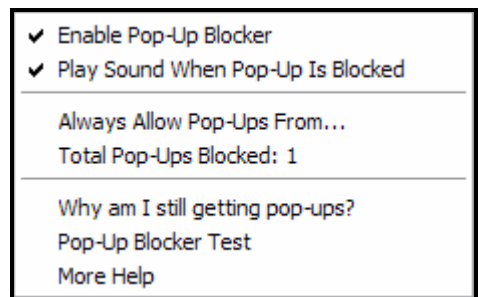 Enable Pop-Up Blocker
Play Sound When Pop-Up Is Blocked
Always Allow Pop-Ups From...
Total Pop-Ups Blocked: 1
Why am I still getting pop-ups?
Pop-Up Blocker Test
More Help